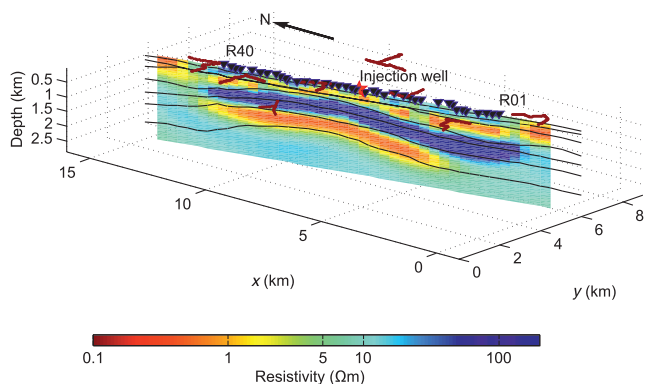 N
R40
Injection well
R01
Depth (km)
0.5
1
1.5
2
2.5
15
10
5
0
x (km)
0
2
4
6
8
y (km)
0.1
1
5
10
100
Resistivity (Ωm)